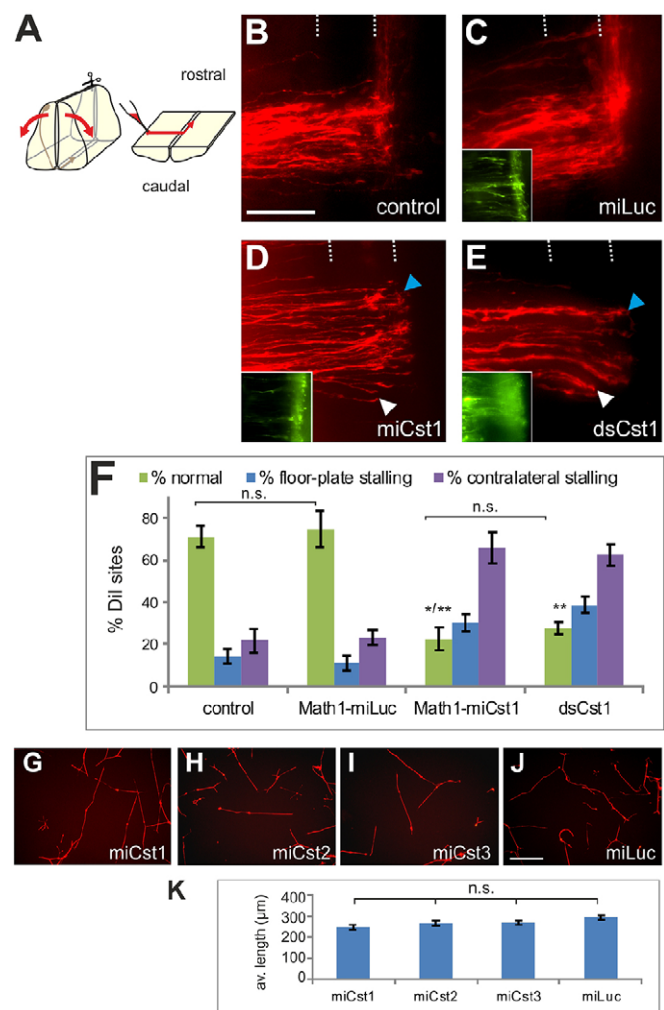 A
rostral
caudal
B
control
C
miLuc
D
miCst1
E
dsCst1
F
% normal
% floor-plate stalling
% contralateral stalling
n.s.
n.s.
80
60
40
20
0
% DiI sites
*/**
**
control
Math1-miLuc
Math1-miCst1
dsCst1
G
miCst1
H
miCst2
I
miCst3
J
miLuc
K
n.s.
400
300
200
100
0
av. length (µm)
miCst1
miCst2
miCst3
miLuc